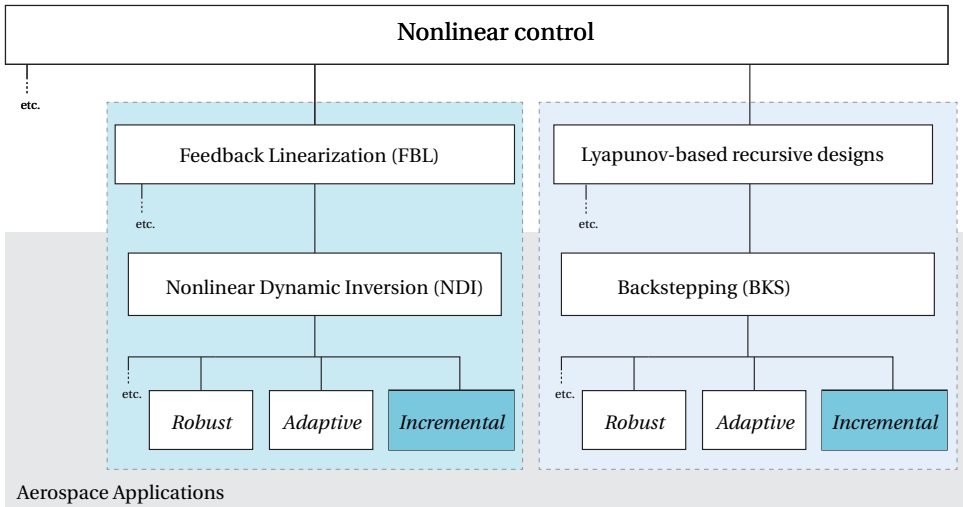 Nonlinear control
etc.
Feedback Linearization (FBL)
etc.
Nonlinear Dynamic Inversion (NDI)
etc.
Robust
Adaptive
Incremental
Lyapunov-based recursive designs
etc.
Backstepping (BKS)
etc.
Robust
Adaptive
Incremental
Aerospace Applications